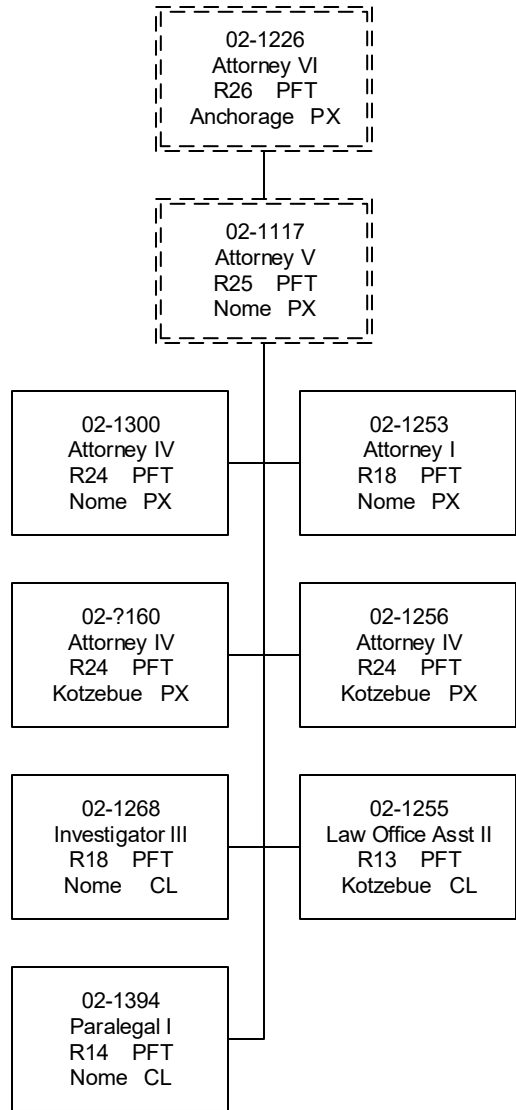 02-1226
Attorney VI
R26 PFT
Anchorage PX
02-1117
Attorney V
R25 PFT
Nome PX
02-1300
Attorney IV
R24 PFT
Nome PX
02-1253
Attorney I
R18 PFT
Nome PX
02-?160
Attorney IV
R24 PFT
Kotzebue PX
02-1256
Attorney IV
R24 PFT
Kotzebue PX
02-1268
Investigator III
R18 PFT
Nome CL
02-1255
Law Office Asst II
R13 PFT
Kotzebue CL
02-1394
Paralegal I
R14 PFT
Nome CL